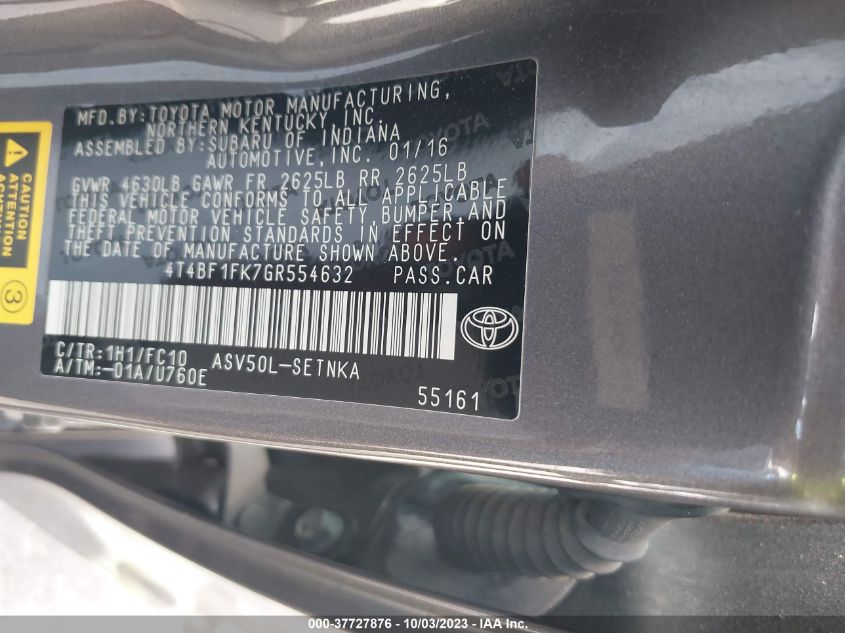 MFD.BY:TOYOTA MOTOR MANUFACTURING,
NORTHERN KENTUCKY, INC.
ASSEMBLED BY:SUBARU OF INDIANA
AUTOMOTIVE,INC. 01/16
GVWR 4630LB GAWR FR 2625LB RR 2625LB
THIS VEHICLE CONFORMS TO ALL APPLICABLE
FEDERAL MOTOR VEHICLE SAFETY,BUMPER,AND
THEFT PREVENTION STANDARDS IN EFFECT ON
THE DATE OF MANUFACTURE SHOWN ABOVE.
4T4BF1FK7GR554632 PASS.CAR
C/TR:1H1/FC10 ASV50L-SETNKA
A/TM:-01A/U760E
55161
CAUTION
ATTENTION
3
000-37727876 - 10/03/2023 - IAA Inc.